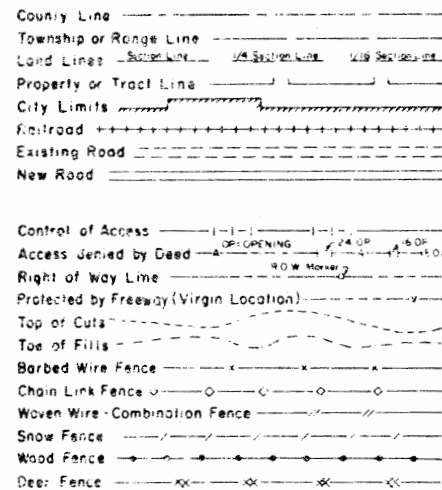 County Line
Township or Range Line
Land Lines Section Line 1/4 Section Line 1/16 Section Line
Property or Tract Line
City Limits
Railroad
Existing Road
New Road
Control of Access
OP=OPENING 24 OP 16 OP
Access Denied by Deed
R.O.W. Marker
Right of Way Line
Protected by Freeway (Virgin Location)
Top of Cuts
Toe of Fills
Barbed Wire Fence
Chain Link Fence
Woven Wire - Combination Fence
Snow Fence
Wood Fence
Deer Fence